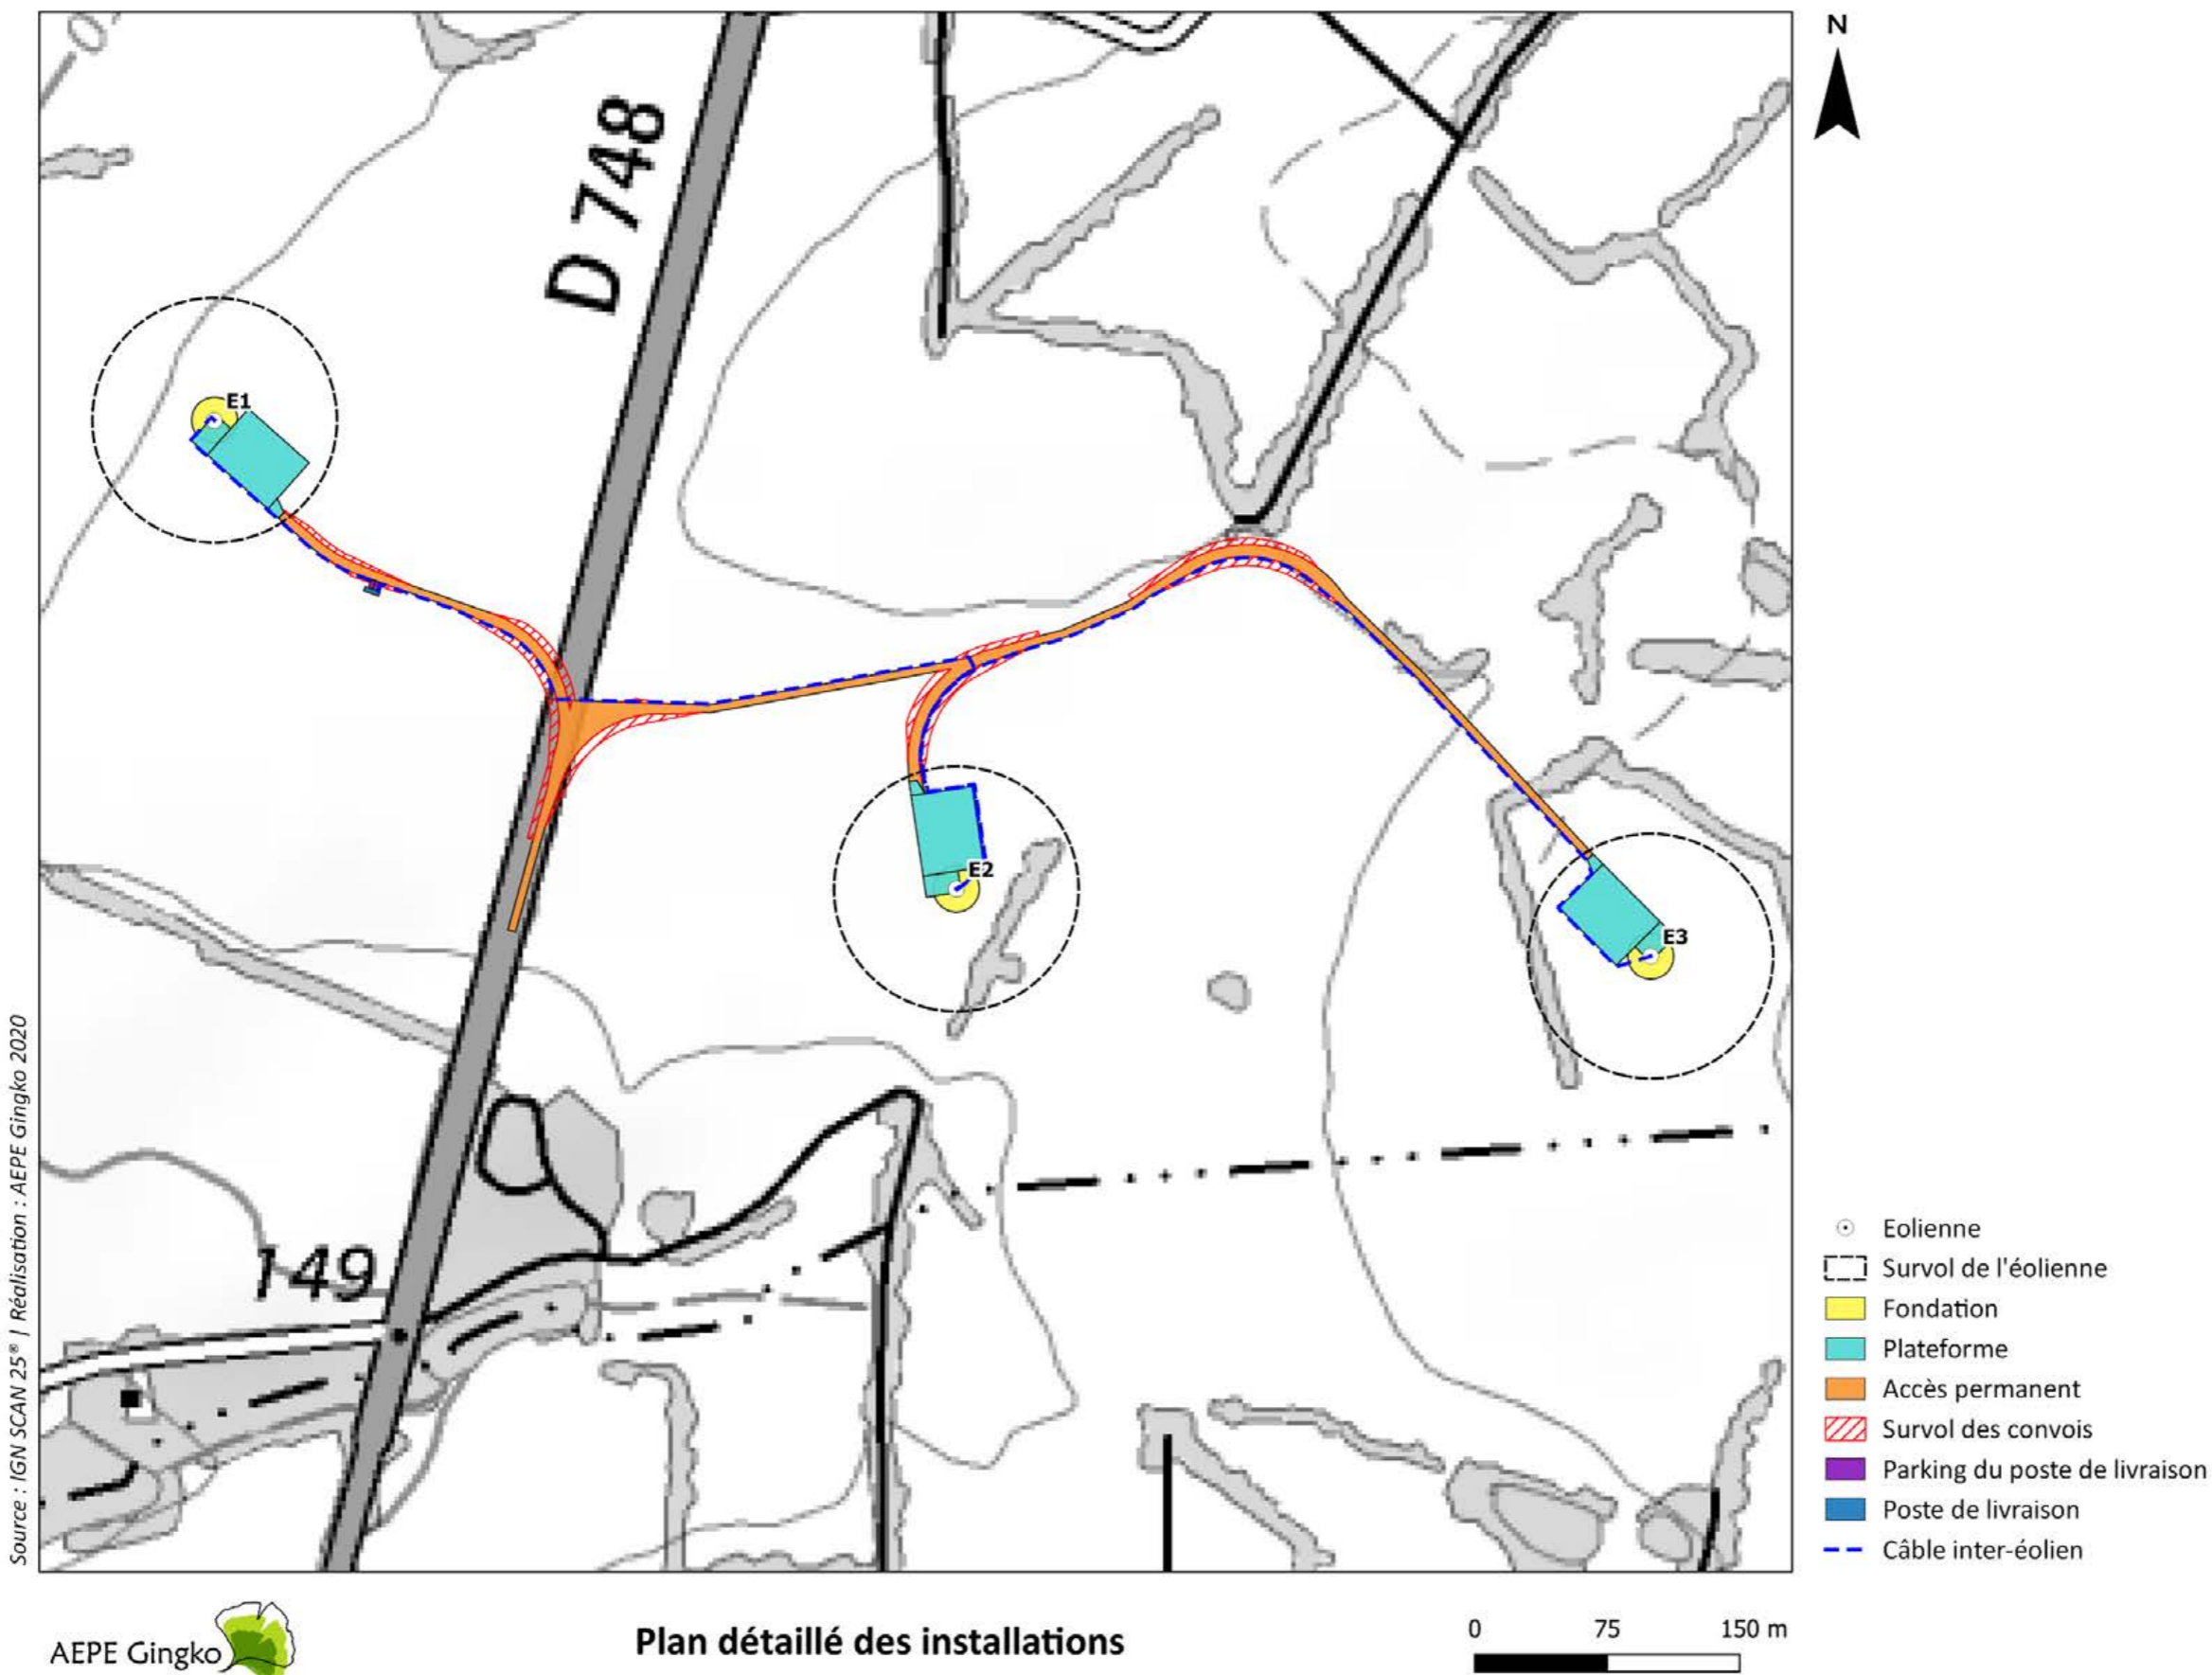 N
D 748
E1
E2
E3
149
Source : IGN SCAN 25® | Réalisation : AEPE Gingko 2020
Eolienne
Survol de l'éolienne
Fondation
Plateforme
Accès permanent
Survol des convois
Parking du poste de livraison
Poste de livraison
Câble inter-éolien
AEPE Gingko
Plan détaillé des installations
0 75 150 m